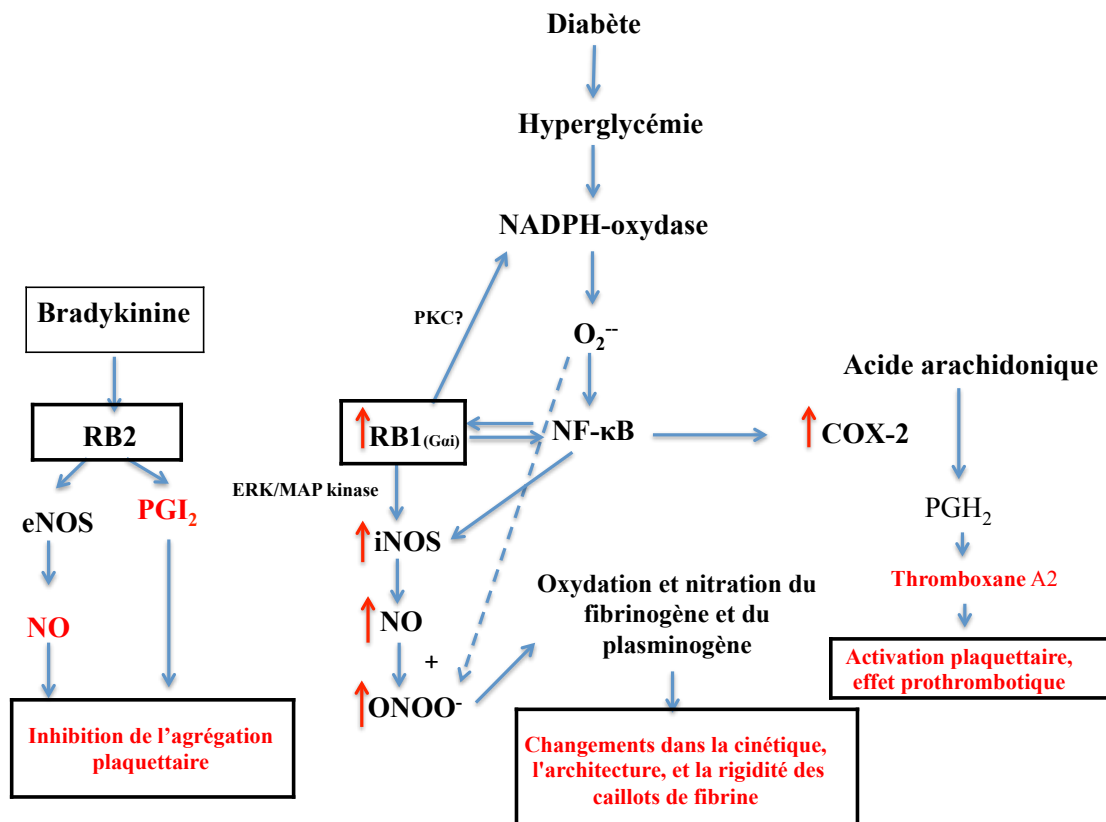 Diabète
Hyperglycémie
NADPH-oxydase
PKC?
O₂⁻⁻
Bradykinine
RB2
eNOS
PGI₂
NO
Inhibition de l’agrégation
plaquettaire
RB1(Gαi)
NF-κB
COX-2
ERK/MAP kinase
iNOS
NO
+
ONOO⁻
Oxydation et nitration du
fibrinogène et du
plasminogène
Changements dans la cinétique,
l'architecture, et la rigidité des
caillots de fibrine
Acide arachidonique
PGH₂
Thromboxane A2
Activation plaquettaire,
effet prothrombotique